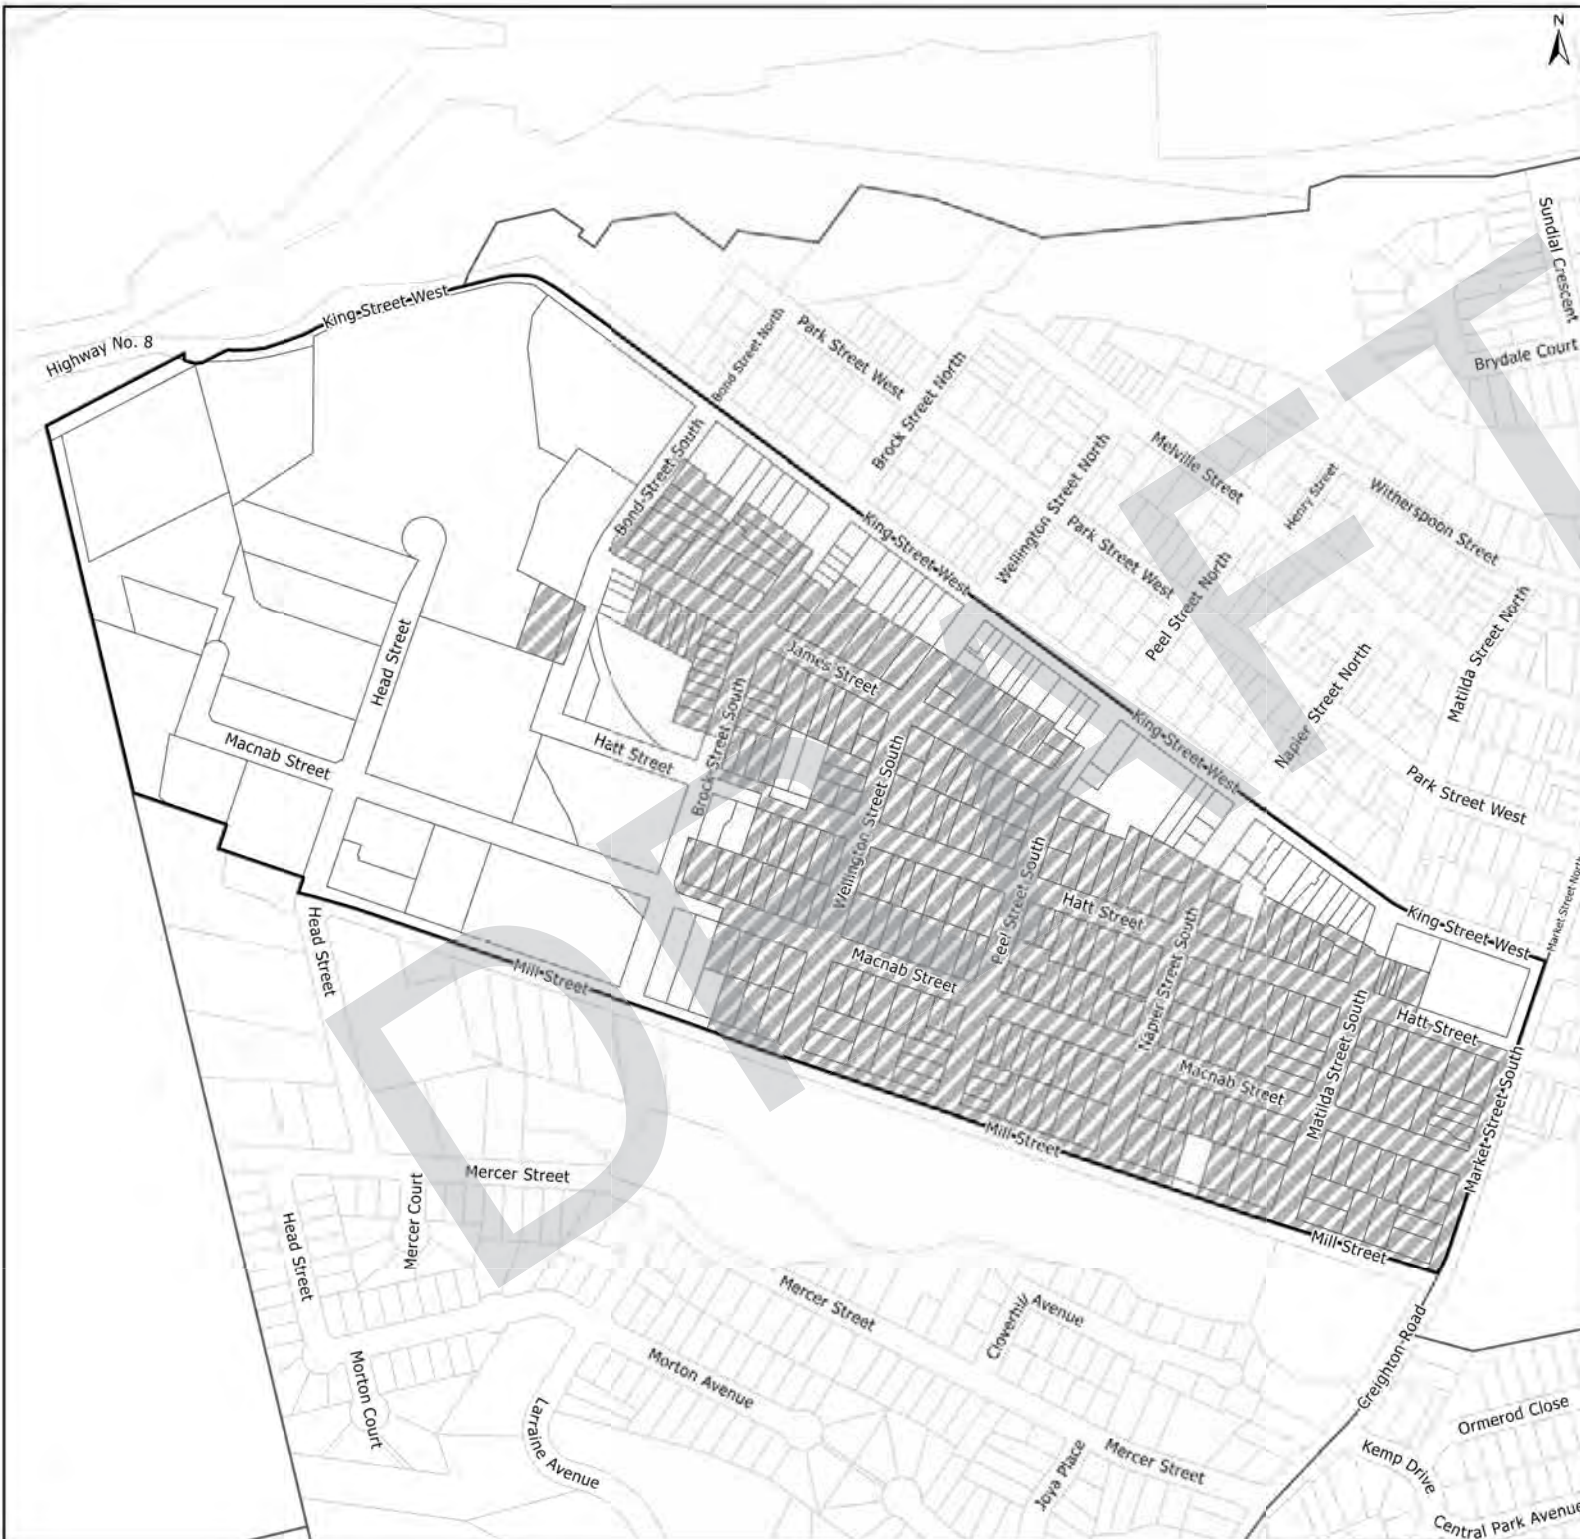 N
Sundial Crescent
King Street West
Highway No. 8
Brydale Court
Bond Street North
Park Street West
Brock Street North
Melville Street
Henry Street
Witherspoon Street
Bond Street South
King Street West
Wellington Street North
Park Street West
Peel Street North
Matilda Street North
Head Street
James Street
Napier Street North
King Street West
Macnab Street
Hatt Street
Brock Street South
Wellington Street South
Park Street West
Peel Street South
Hatt Street
King Street West
Market Street North
Head Street
Mill Street
Macnab Street
Napier Street South
Matilda Street South
Hatt Street
Macnab Street
Market Street South
Mill Street
Mercer Street
Mercer Court
Head Street
Mill Street
Mercer Street
Cloverhill Avenue
Creighton Road
Morton Court
Morton Avenue
Larraine Avenue
Joya Place
Mercer Street
Ormerod Close
Kemp Drive
Central Park Avenue
DRAFT